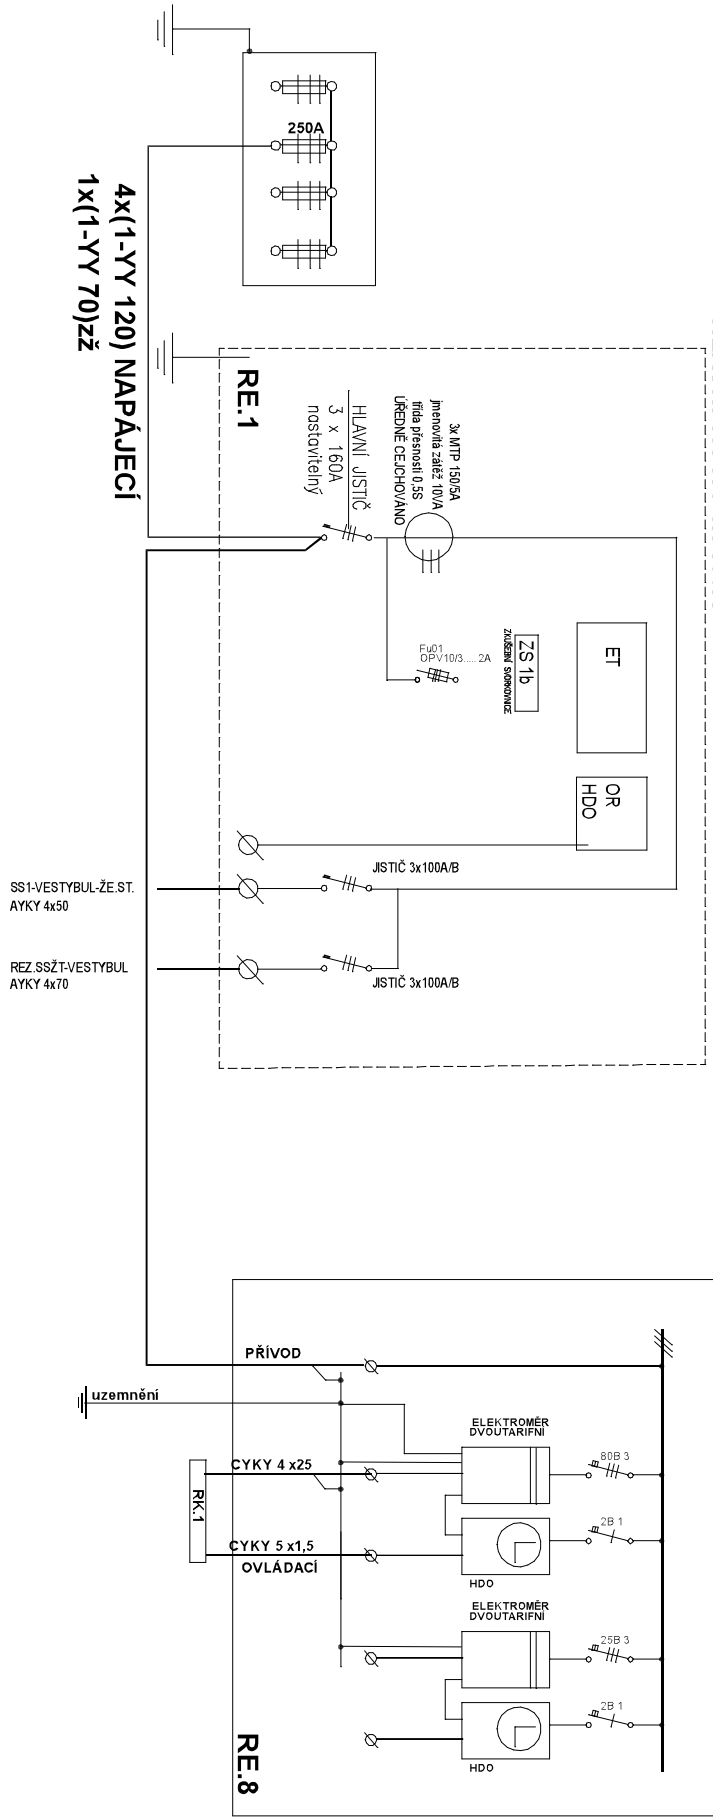 250A
4x(1-YY 120) NAPÁJECÍ
1x(1-YY 70)zž
RE.1
HLAVNÍ JISTIČ
3 x 160A
nastavitelný
3x MTP 150/5A
jmenovitá zátěž 10VA
třída přesnosti 0,5S
ÚŘEDNĚ CEJCHOVÁNO
Fu01
OPV10/3.....2A
ZS 1b
ZKUŠEBNÍ SVORKOVNICE
ET
OR
HDO
JISTIČ 3x100A/B
SS1-VESTYBUL-ŽE.ST.
AYKY 4x50
REZ.SSŽT-VESTYBUL
AYKY 4x70
JISTIČ 3x100A/B
PŘÍVOD
uzemnění
ELEKTROMĚR
DVOUTARIFNÍ
80B 3
CYKY 4 x25
RK.1
2B 1
CYKY 5 x1,5
OVLÁDACÍ
HDO
ELEKTROMĚR
DVOUTARIFNÍ
25B 3
2B 1
HDO
RE.8